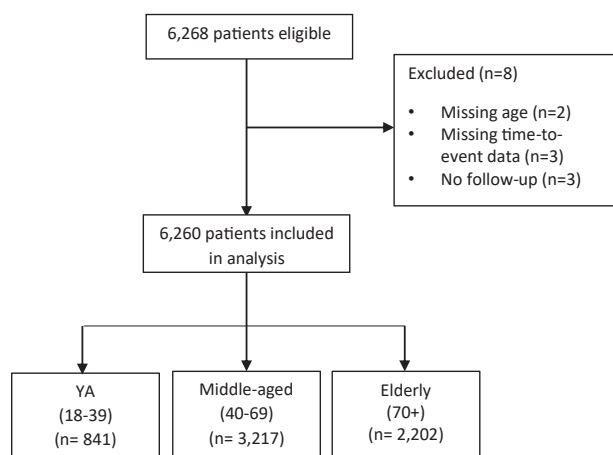 6,268 patients eligible
Excluded (n=8)
• Missing age (n=2)
• Missing time-to-
event data (n=3)
• No follow-up (n=3)
6,260 patients included
in analysis
YA
(18-39)
(n= 841)
Middle-aged
(40-69)
(n= 3,217)
Elderly
(70+)
(n= 2,202)